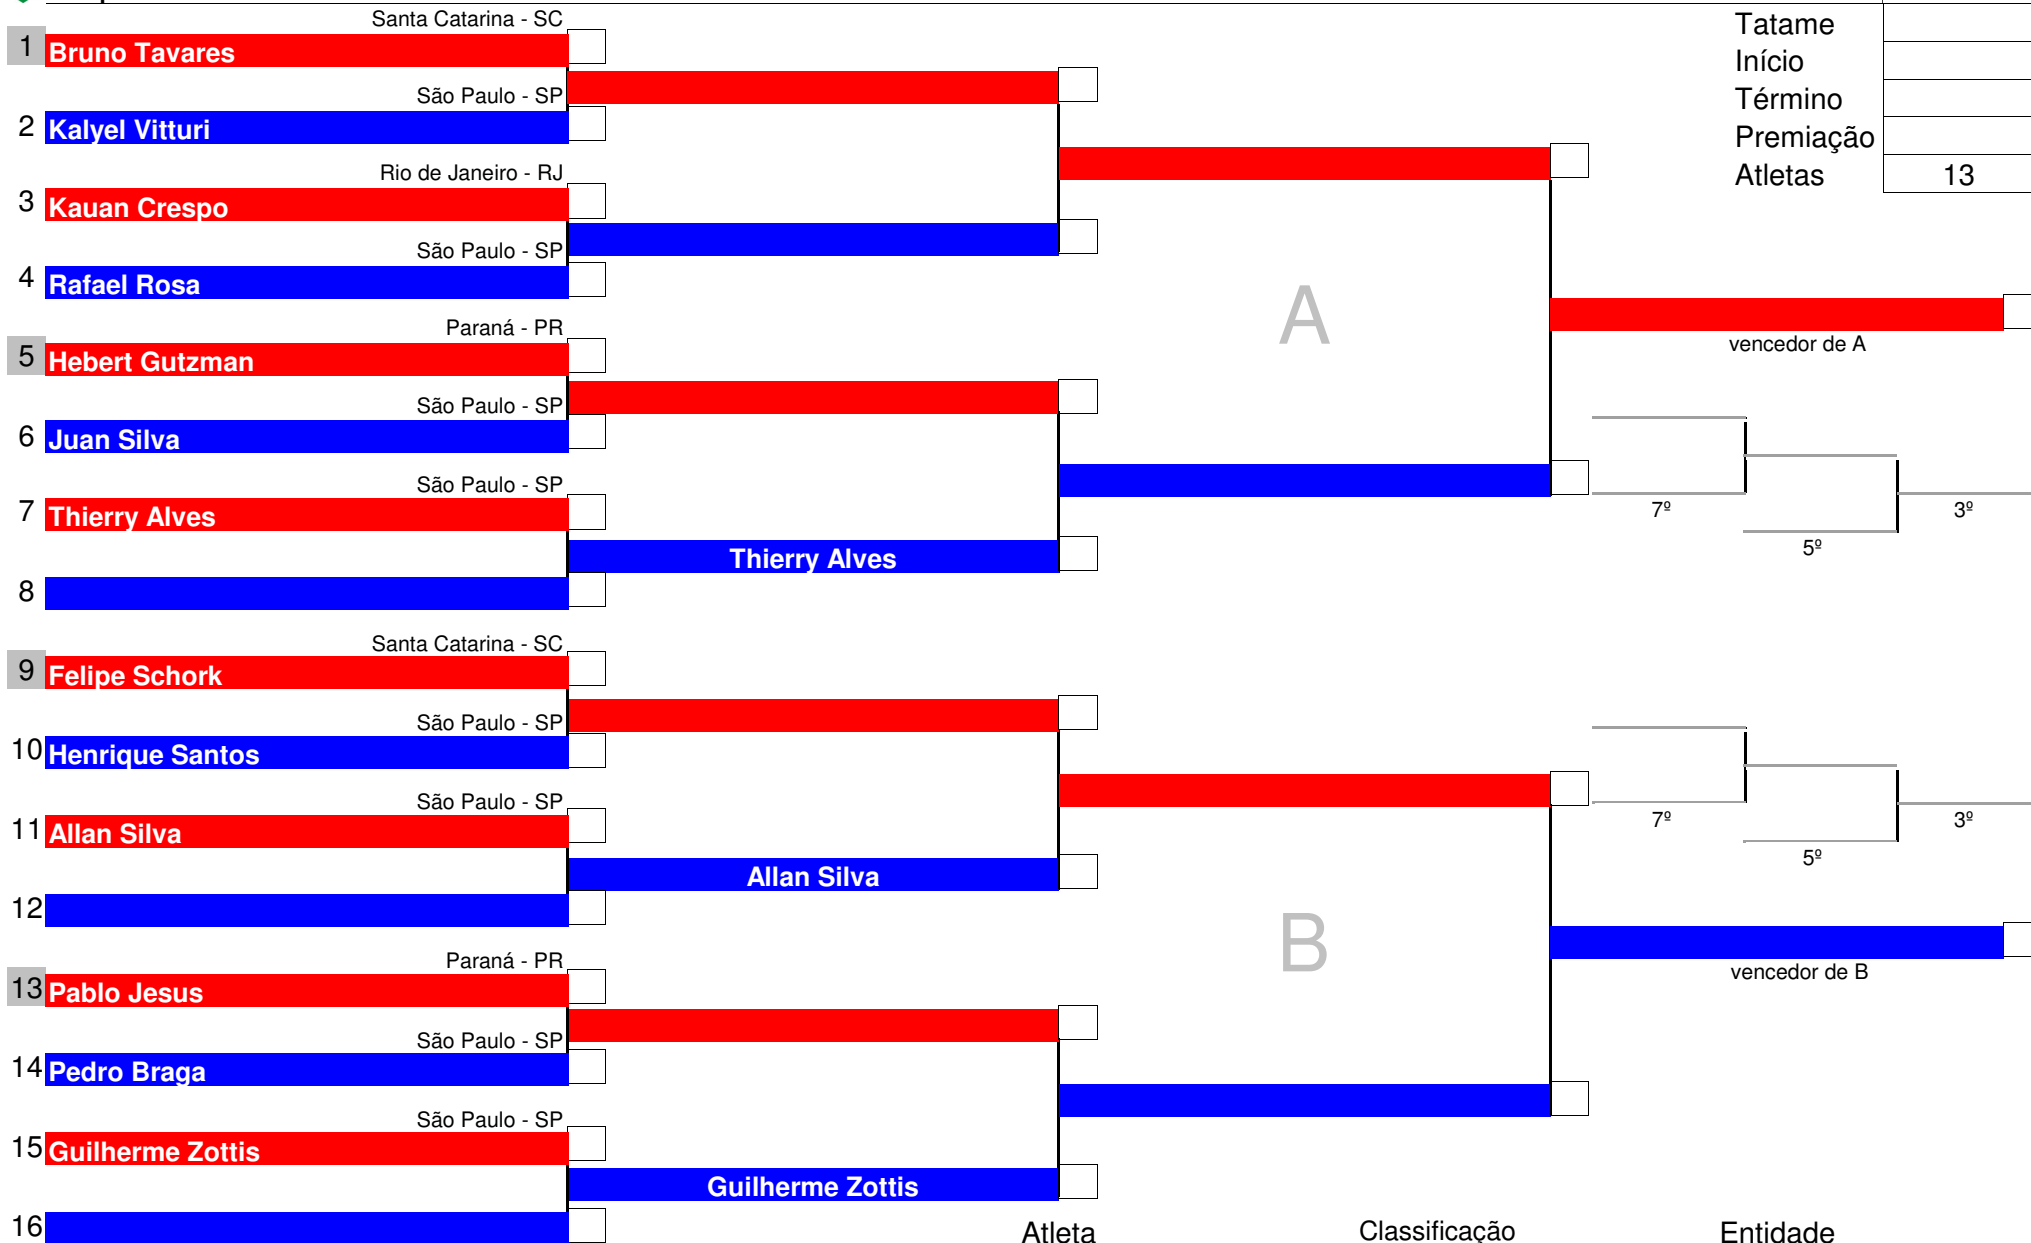 Santa Catarina - SC
1 Bruno Tavares
São Paulo - SP
2 Kalyel Vitturi
Rio de Janeiro - RJ
3 Kauan Crespo
São Paulo - SP
4 Rafael Rosa
Paraná - PR
5 Hebert Gutzman
São Paulo - SP
6 Juan Silva
São Paulo - SP
7 Thierry Alves
Thierry Alves
8
Santa Catarina - SC
9 Felipe Schork
São Paulo - SP
10 Henrique Santos
São Paulo - SP
11 Allan Silva
Allan Silva
12
Paraná - PR
13 Pablo Jesus
São Paulo - SP
14 Pedro Braga
São Paulo - SP
15 Guilherme Zottis
Guilherme Zottis
16
A
B
Tatame
Início
Término
Premiação
Atletas 13
vencedor de A
7º
3º
5º
7º
3º
5º
vencedor de B
Atleta Classificação Entidade